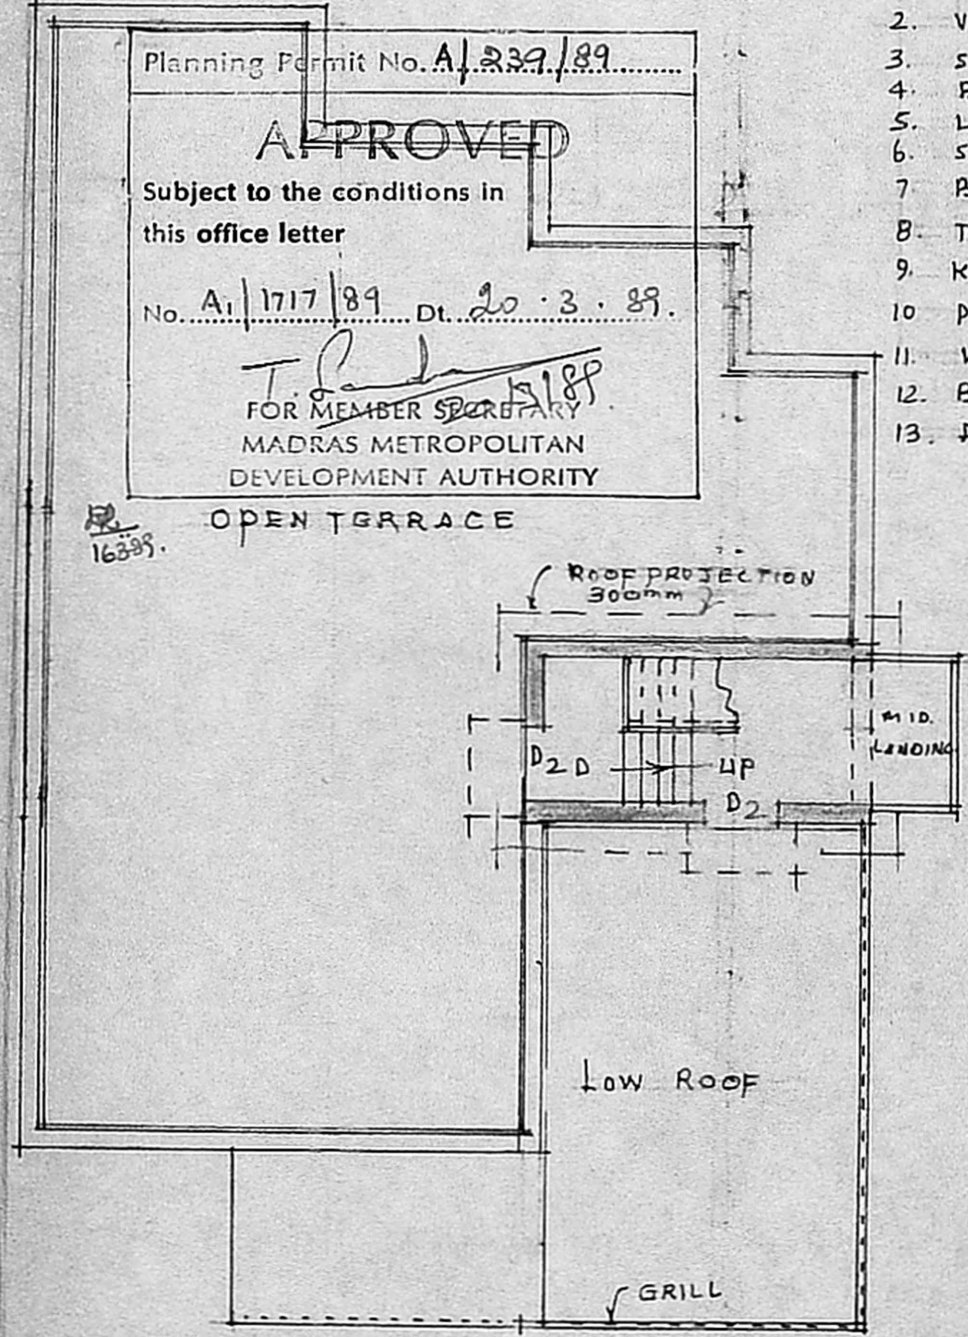 Planning Permit No. A/239/89
APPROVED
Subject to the conditions in
this office letter
No. A1/1717/89 Dt. 20.3.89.
FOR MEMBER SECRETARY
MADRAS METROPOLITAN
DEVELOPMENT AUTHORITY
OPEN TERRACE
ROOF PROJECTION
300mm
MID.
LANDING
D2 D UP
D2
LOW ROOF
GRILL
2. V
3. S
4. P
5. L
6. S
7
8. T
9. K
10 P
11.
12.
13.